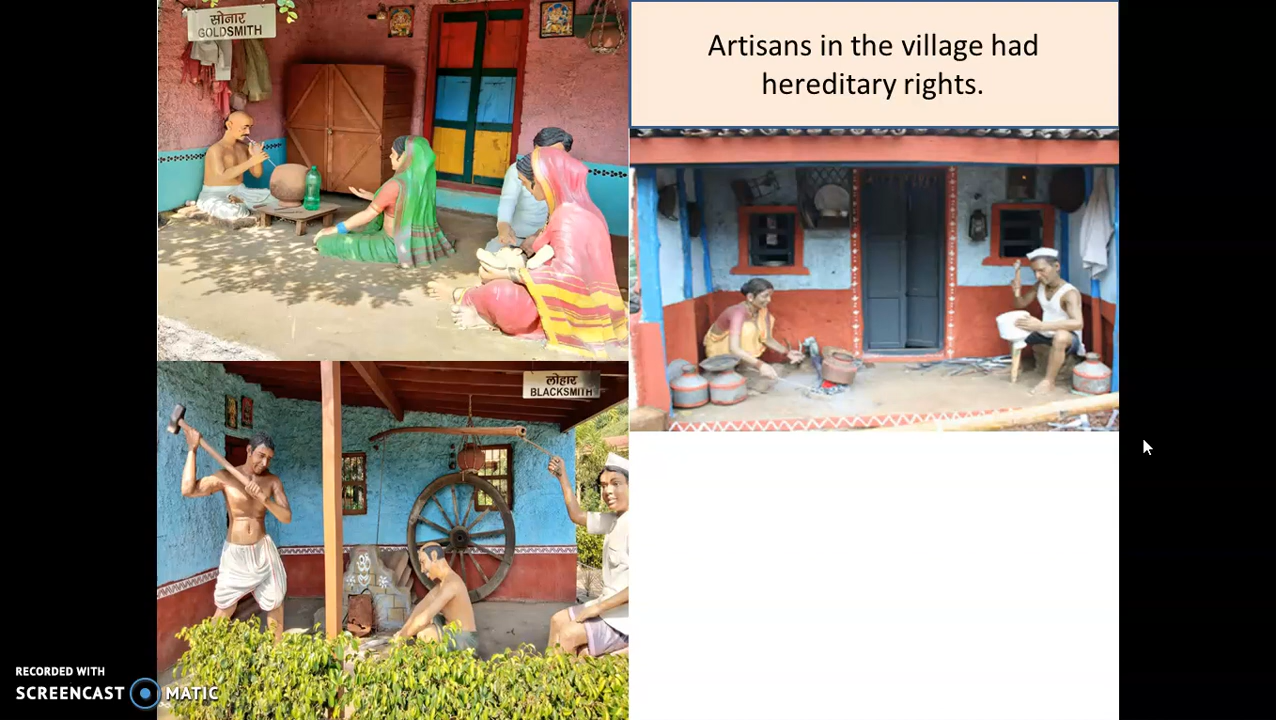 सोनार
GOLDSMITH
Artisans in the village had
hereditary rights.
लोहार
BLACKSMITH
RECORDED WITH
SCREENCAST MATIC